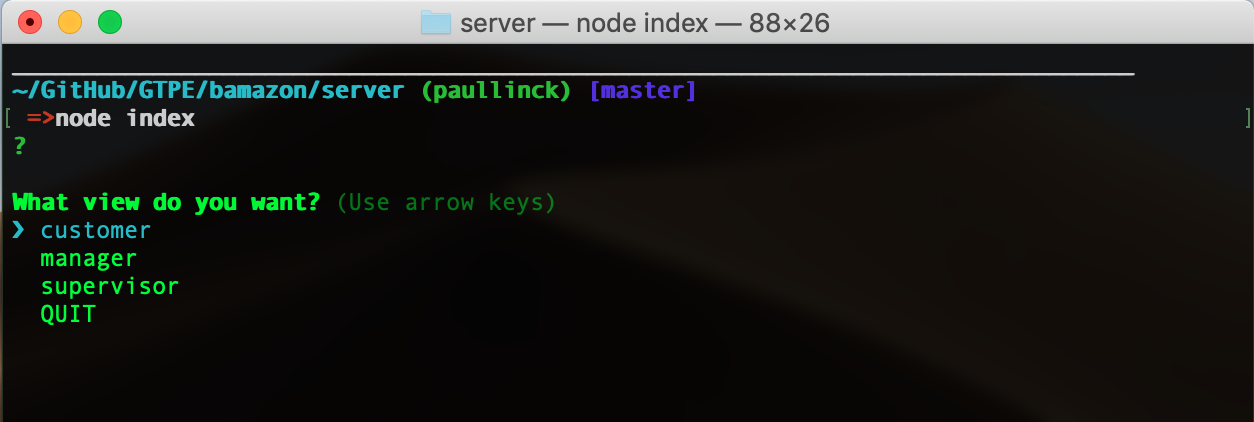 server — node index — 88×26
~/GitHub/GTPE/bamazon/server (paullinck) [master]
[ =>node index ]
?
What view do you want? (Use arrow keys)
❯ customer
manager
supervisor
QUIT